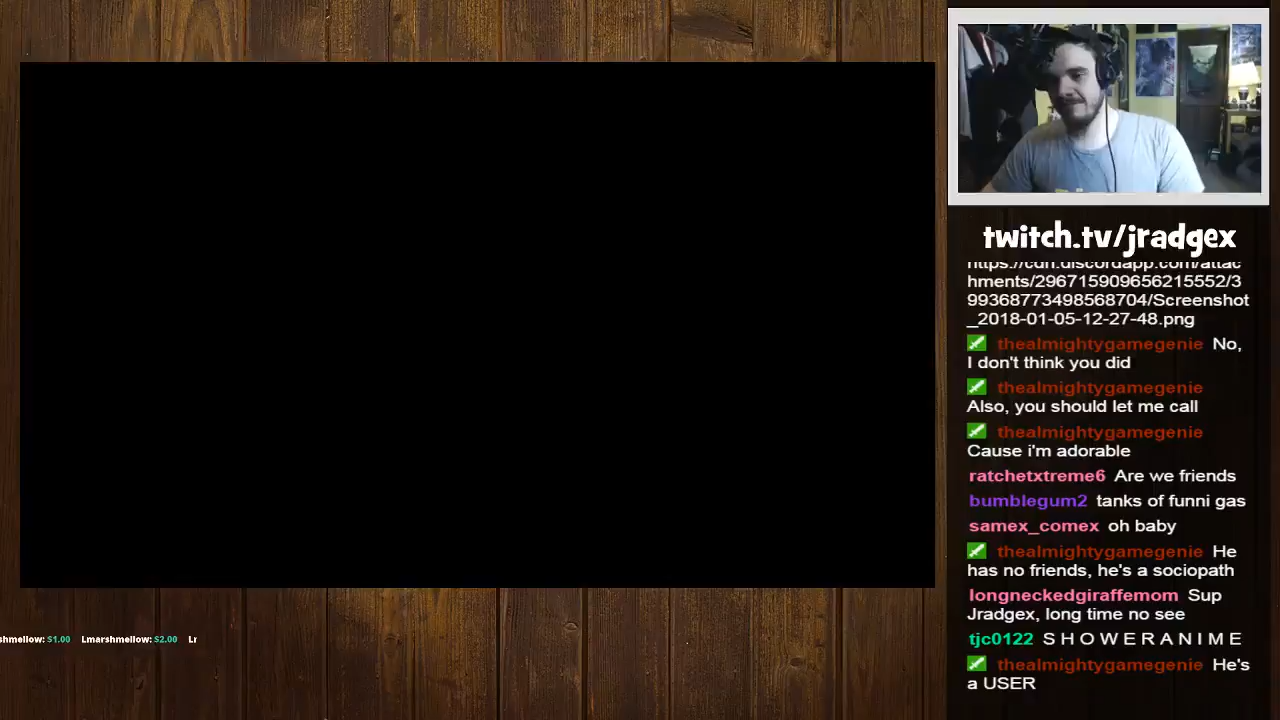 twitch.tv/jradgex
https://cdn.discordapp.com/attac
hments/296715909656215552/3
99368773498568704/Screenshot
_2018-01-05-12-27-48.png
thealmightygamegenie No,
I don't think you did
thealmightygamegenie
Also, you should let me call
thealmightygamegenie
Cause i'm adorable
ratchetxtreme6 Are we friends
bumblegum2 tanks of funni gas
samex_comex oh baby
thealmightygamegenie He
has no friends, he's a sociopath
longneckedgiraffemom Sup
Jradgex, long time no see
tjc0122 S H O W E R A N I M E
thealmightygamegenie He's
a USER
shmellow: $1.00 Lmarshmellow: $2.00 Lr